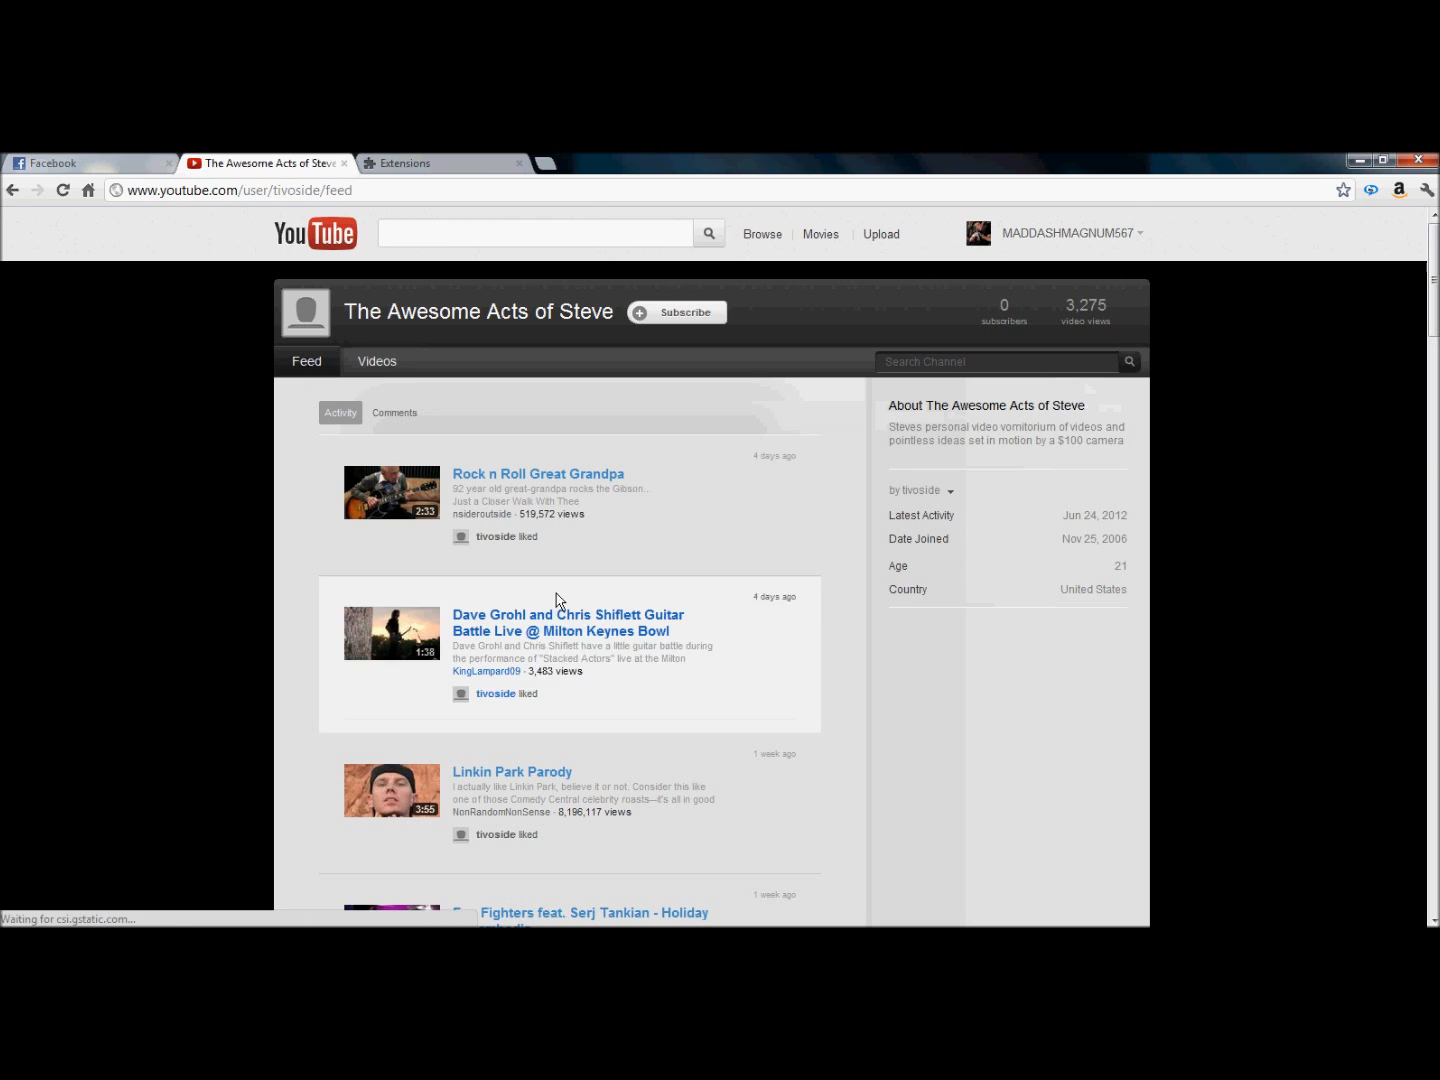 Facebook
The Awesome Acts of Steve
Extensions
www.youtube.com/user/tivoside/feed
YouTube
Browse
Movies
Upload
MADDASHMAGNUM567
The Awesome Acts of Steve
Subscribe
0
subscribers
3,275
video views
Feed
Videos
Search Channel
Activity
Comments
4 days ago
Rock n Roll Great Grandpa
92 year old great-grandpa rocks the Gibson...
Just a Closer Walk With Thee
nsideroutside · 519,572 views
2:33
tivoside liked
4 days ago
Dave Grohl and Chris Shiflett Guitar
Battle Live @ Milton Keynes Bowl
Dave Grohl and Chris Shiflett have a little guitar battle during
the performance of "Stacked Actors" live at the Milton
KingLampard09 · 3,483 views
1:38
tivoside liked
1 week ago
Linkin Park Parody
I actually like Linkin Park, believe it or not. Consider this like
one of those Comedy Central celebrity roasts—it's all in good
NonRandomNonSense · 8,196,117 views
3:55
tivoside liked
1 week ago
Fighters feat. Serj Tankian - Holiday
About The Awesome Acts of Steve
Steves personal video vomitorium of videos and
pointless ideas set in motion by a $100 camera
by tivoside
Latest Activity Jun 24, 2012
Date Joined Nov 25, 2006
Age 21
Country United States
Waiting for csi.gstatic.com...